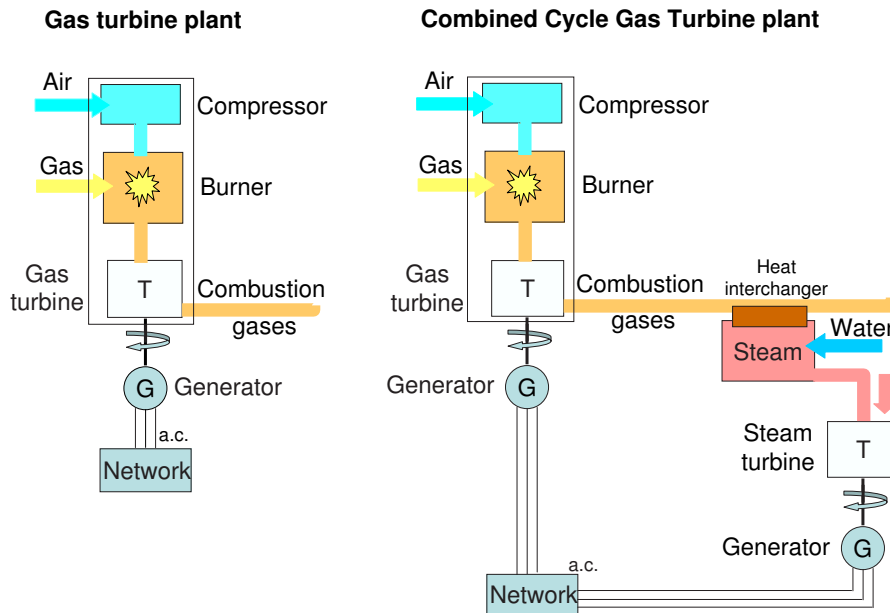 Gas turbine plant
Air
Compressor
Gas
Burner
Gas
turbine
T
Combustion
gases
G
Generator
a.c.
Network
Combined Cycle Gas Turbine plant
Air
Compressor
Gas
Burner
Gas
turbine
T
Combustion
gases
Heat
interchanger
Water
Steam
Generator
G
Steam
turbine
T
Generator
G
a.c.
Network